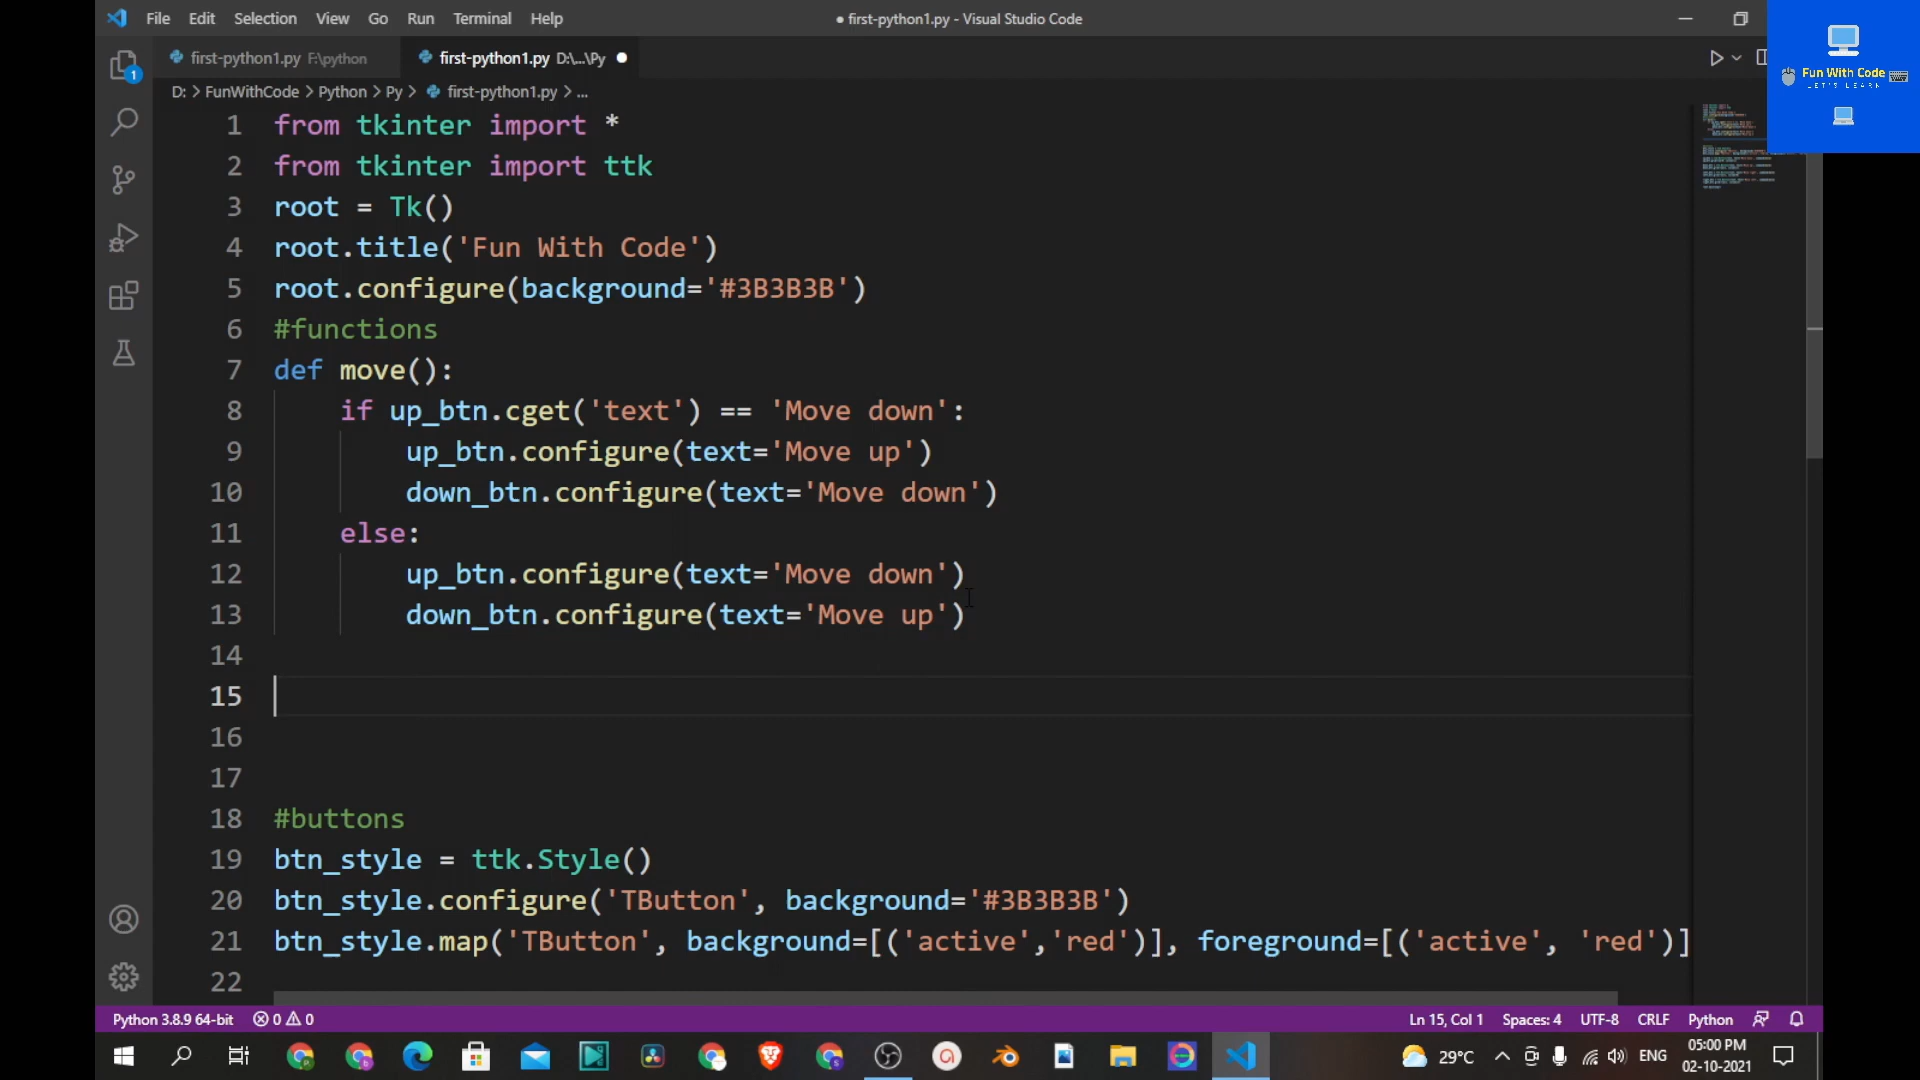 File Edit Selection View Go Run Terminal Help
● first-python1.py - Visual Studio Code
Fun With Code
LET'S LEARN
first-python1.py F:\python
first-python1.py D:\...\Py ●
D: > FunWithCode > Python > Py > first-python1.py > ...
1 from tkinter import *
2 from tkinter import ttk
3 root = Tk()
4 root.title('Fun With Code')
5 root.configure(background='#3B3B3B')
6 #functions
7 def move():
8 if up_btn.cget('text') == 'Move down':
9 up_btn.configure(text='Move up')
10 down_btn.configure(text='Move down')
11 else:
12 up_btn.configure(text='Move down')
13 down_btn.configure(text='Move up')
14
15
16
17
18 #buttons
19 btn_style = ttk.Style()
20 btn_style.configure('TButton', background='#3B3B3B')
21 btn_style.map('TButton', background=[('active','red')], foreground=[('active', 'red')]
22
1
Python 3.8.9 64-bit 0 0 Ln 15, Col 1 Spaces: 4 UTF-8 CRLF Python
29°C ENG 05:00 PM
02-10-2021